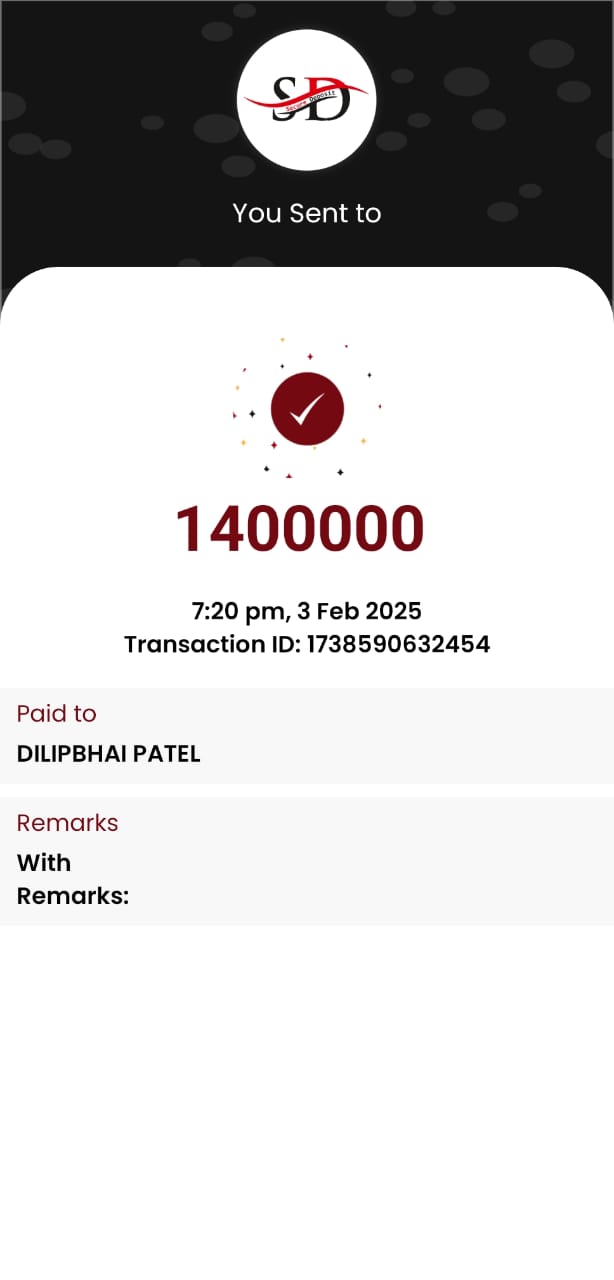 SD
Secure Deposit
You Sent to
1400000
7:20 pm, 3 Feb 2025
Transaction ID: 1738590632454
Paid to
DILIPBHAI PATEL
Remarks
With
Remarks: